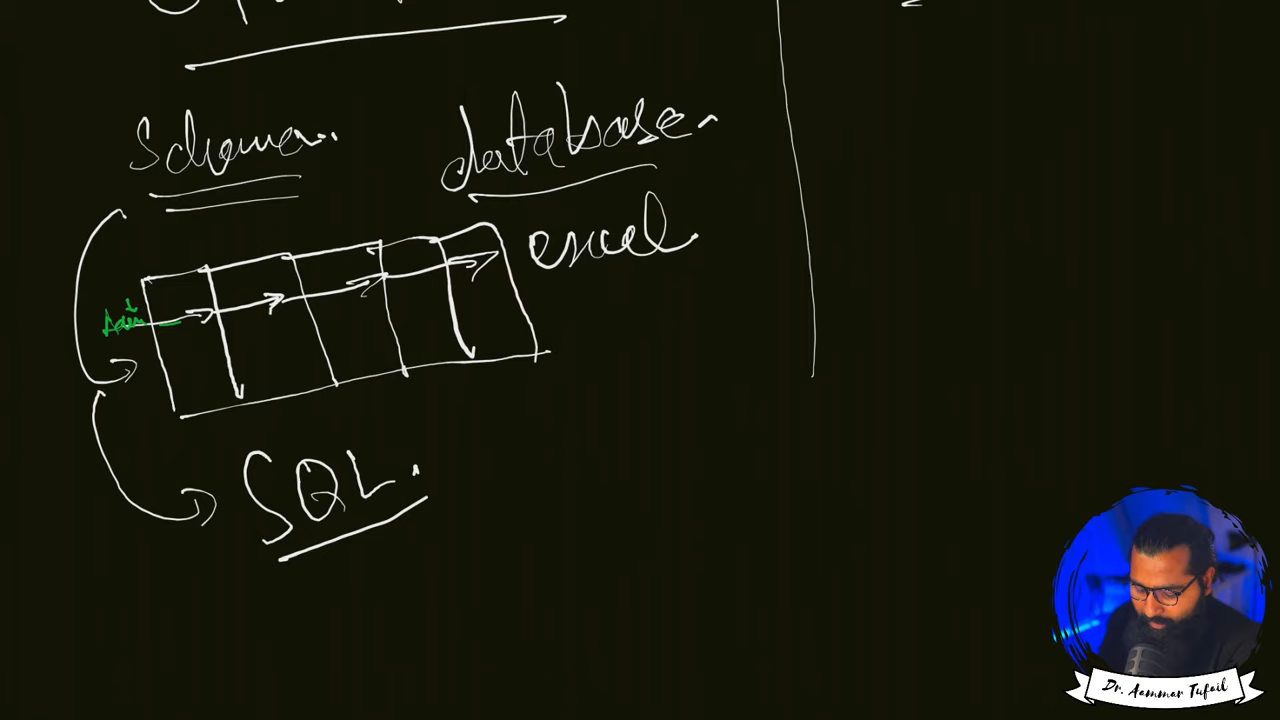 Schema.
database.
excel
SQL.
Dr. Aammar Tufail